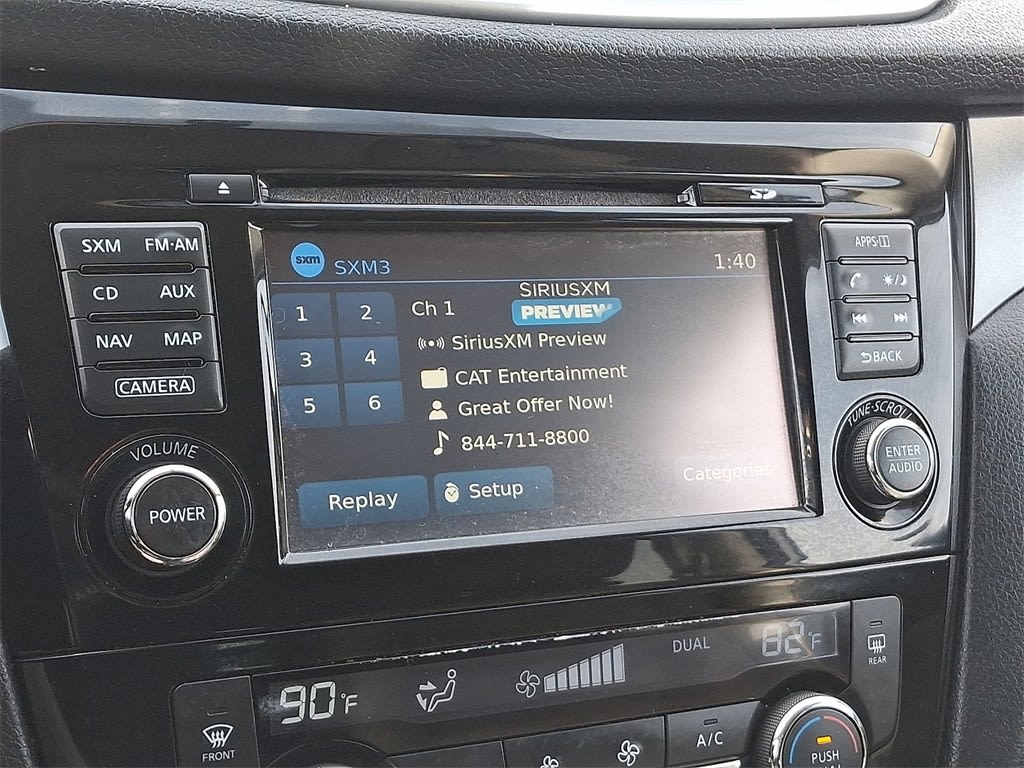 SD
SXM FM·AM
CD AUX
NAV MAP
CAMERA
VOLUME
POWER
sxm SXM3 1:40
1 2
3 4
5 6
Ch 1
SIRIUSXM
PREVIEW
SiriusXM Preview
CAT Entertainment
Great Offer Now!
844-711-8800
Categories
Replay Setup
APPS·i
BACK
TUNE·SCROLL
ENTER
AUDIO
90°F
DUAL
82°F
REAR
FRONT
A/C
PUSH